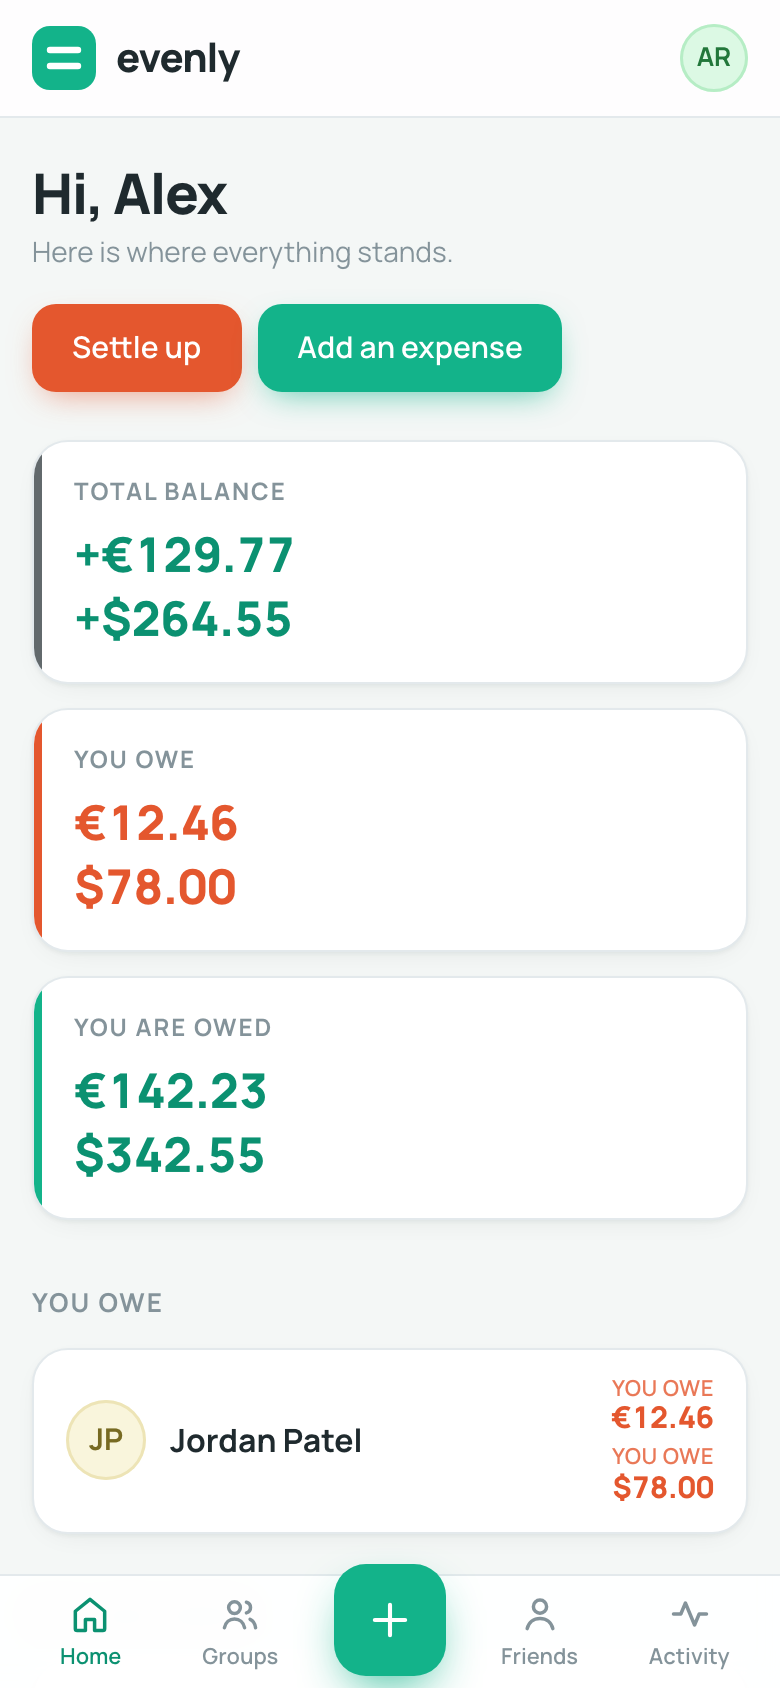 evenly
AR
Hi, Alex
Here is where everything stands.
Settle up
Add an expense
TOTAL BALANCE
+€129.77
+$264.55
YOU OWE
€12.46
$78.00
YOU ARE OWED
€142.23
$342.55
YOU OWE
JP
Jordan Patel
YOU OWE
€12.46
YOU OWE
$78.00
Home
Groups
Friends
Activity